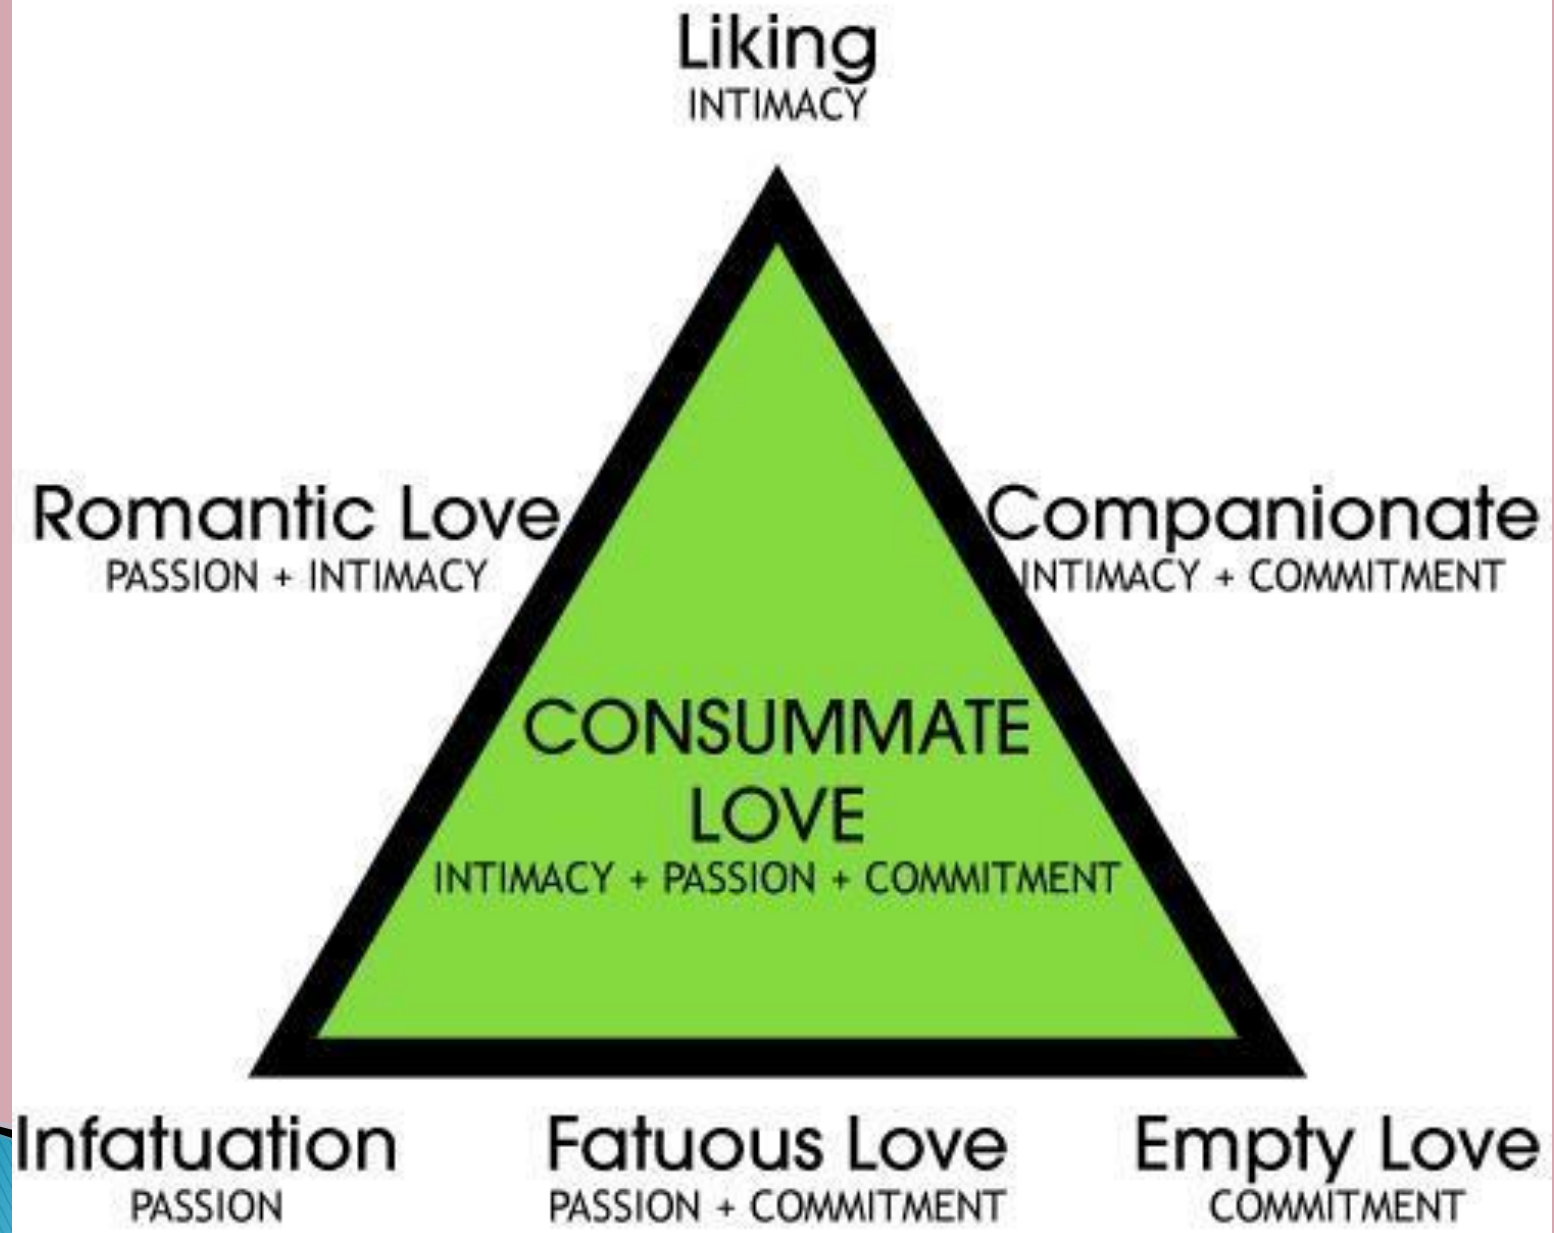 Liking
INTIMACY
Romantic Love
PASSION + INTIMACY
Companionate
INTIMACY + COMMITMENT
CONSUMMATE
LOVE
INTIMACY + PASSION + COMMITMENT
Infatuation
PASSION
Fatuous Love
PASSION + COMMITMENT
Empty Love
COMMITMENT